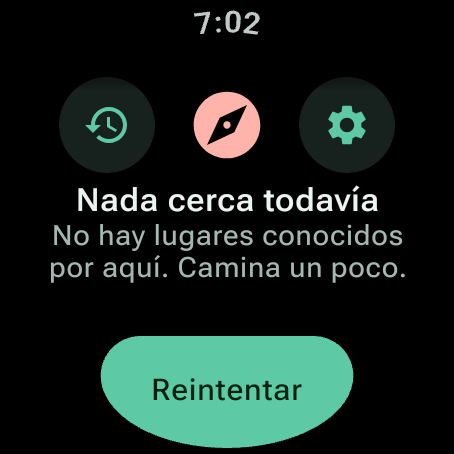 7:02
Nada cerca todavía
No hay lugares conocidos
por aquí. Camina un poco.
Reintentar